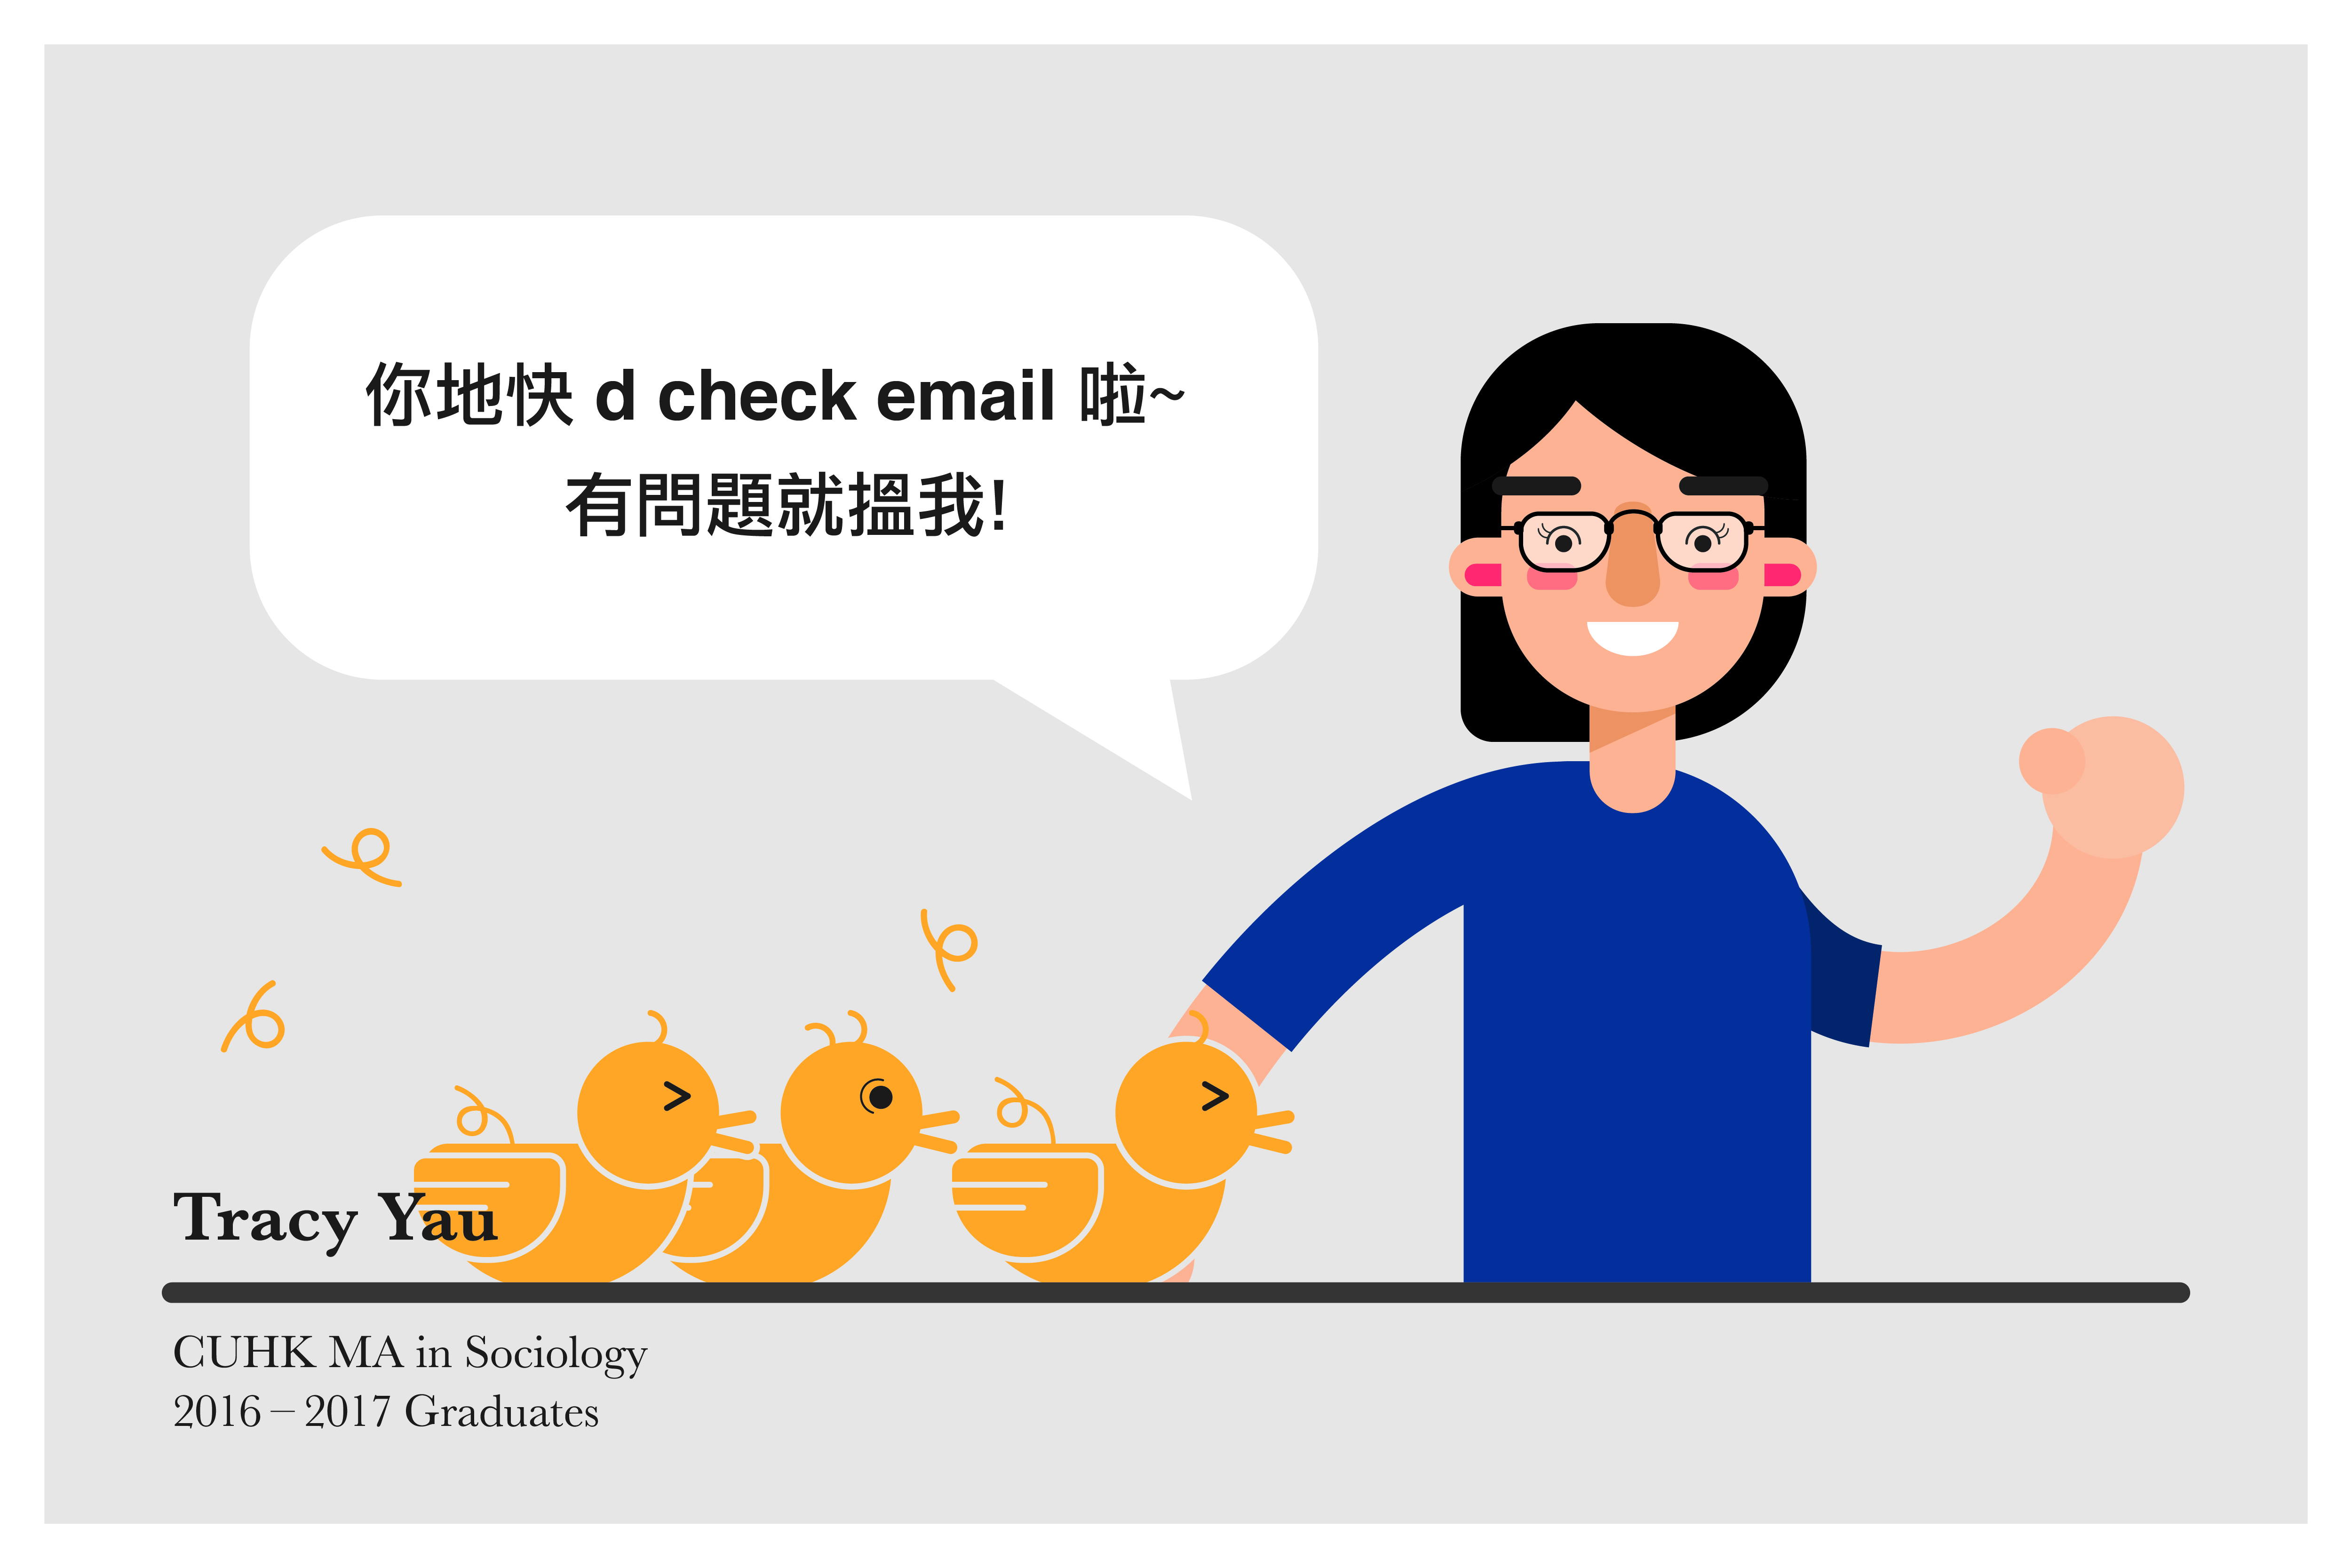 你地快 d check email 啦~
有問題就搵我!
Tracy Yau
CUHK MA in Sociology
2016 – 2017 Graduates